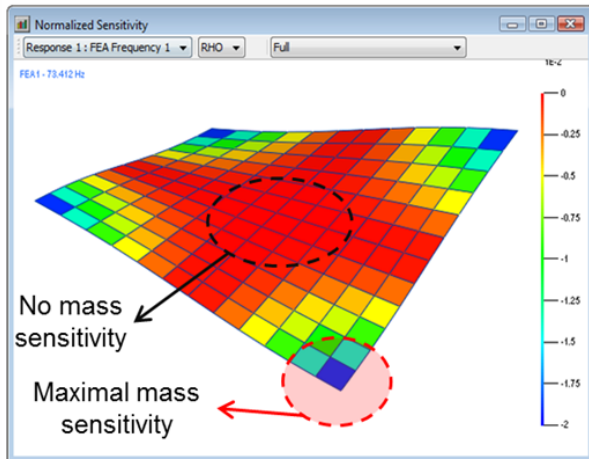 Normalized Sensitivity
Response 1 : FEA Frequency 1 RHO Full
FEA1 - 73.412 Hz
1E-2
0
-0.25
-0.5
-0.75
-1
-1.25
-1.5
-1.75
-2
No mass
sensitivity
Maximal mass
sensitivity